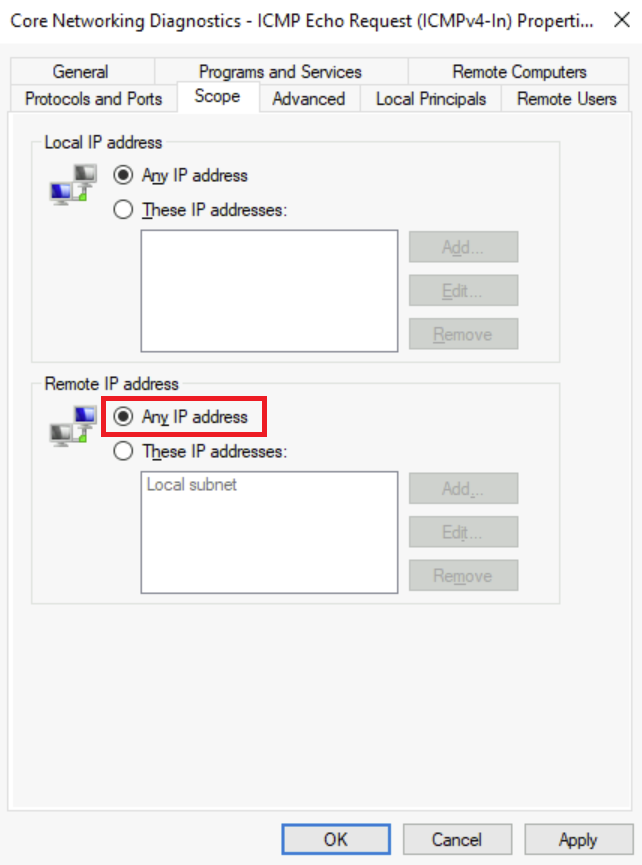 Core Networking Diagnostics - ICMP Echo Request (ICMPv4-In) Properti...
General
Programs and Services
Remote Computers
Protocols and Ports
Scope
Advanced
Local Principals
Remote Users
Local IP address
Any IP address
These IP addresses:
Add...
Edit...
Remove
Remote IP address
Any IP address
These IP addresses:
Local subnet
Add...
Edit...
Remove
OK
Cancel
Apply